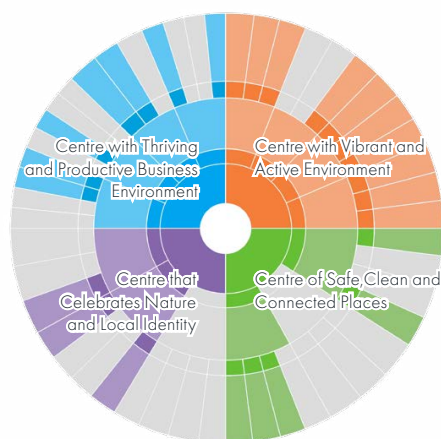 Centre with Thriving
and Productive Business
Environment
Centre with Vibrant and
Active Environment
Centre that
Celebrates Nature
and Local Identity
Centre of Safe,Clean and
Connected Places